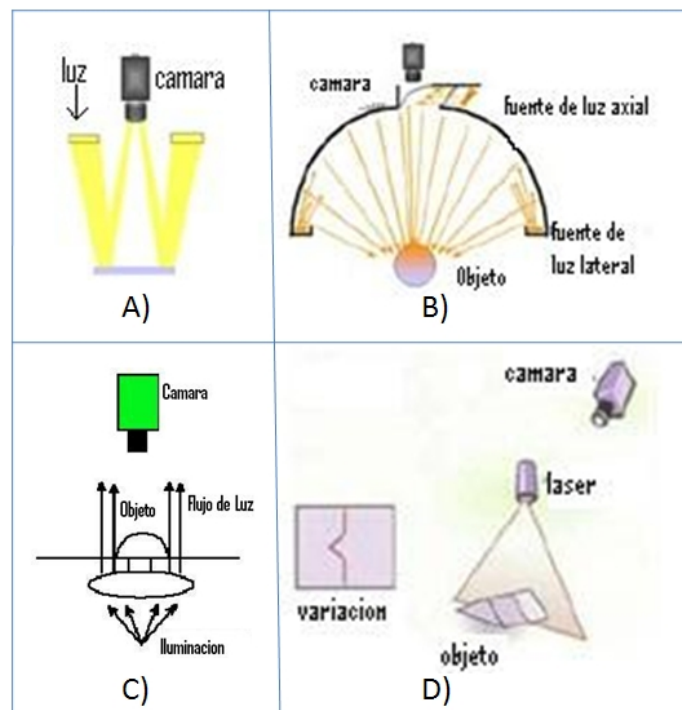 luz
camara
A)
camara
fuente de luz axial
fuente de
luz lateral
Objeto
B)
Camara
Objeto
Flujo de Luz
Iluminacion
C)
camara
laser
variacion
objeto
D)